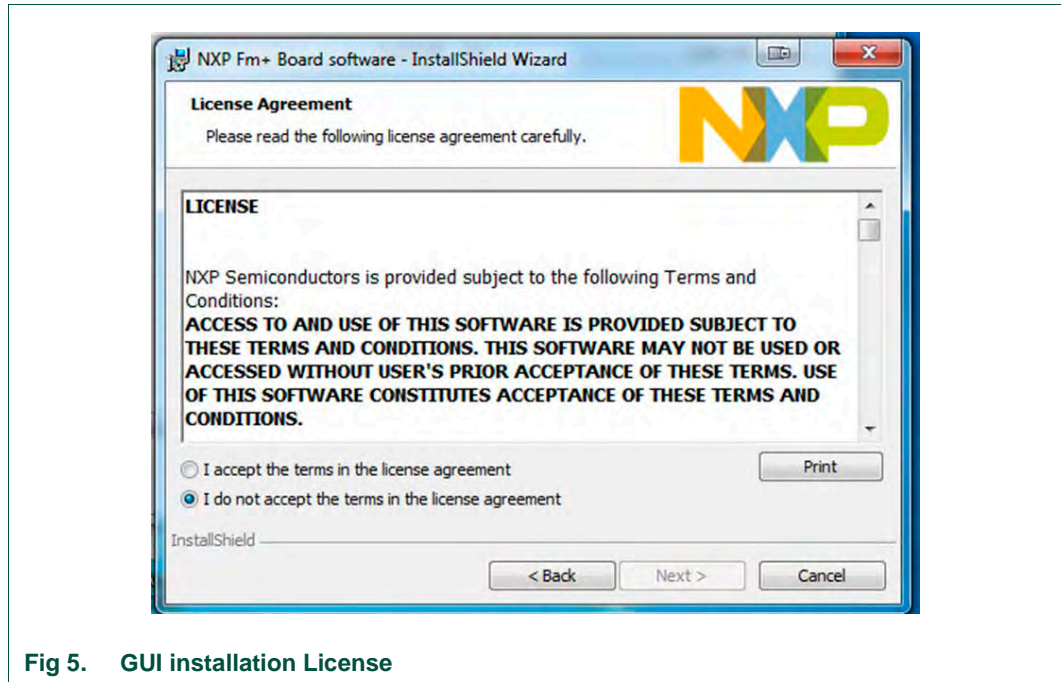 NXP Fm+ Board software - InstallShield Wizard
License Agreement
Please read the following license agreement carefully.
NXP
LICENSE
NXP Semiconductors is provided subject to the following Terms and
Conditions:
ACCESS TO AND USE OF THIS SOFTWARE IS PROVIDED SUBJECT TO
THESE TERMS AND CONDITIONS. THIS SOFTWARE MAY NOT BE USED OR
ACCESSED WITHOUT USER'S PRIOR ACCEPTANCE OF THESE TERMS. USE
OF THIS SOFTWARE CONSTITUTES ACCEPTANCE OF THESE TERMS AND
CONDITIONS.
I accept the terms in the license agreement
Print
I do not accept the terms in the license agreement
InstallShield
< Back Next > Cancel
Fig 5. GUI installation License